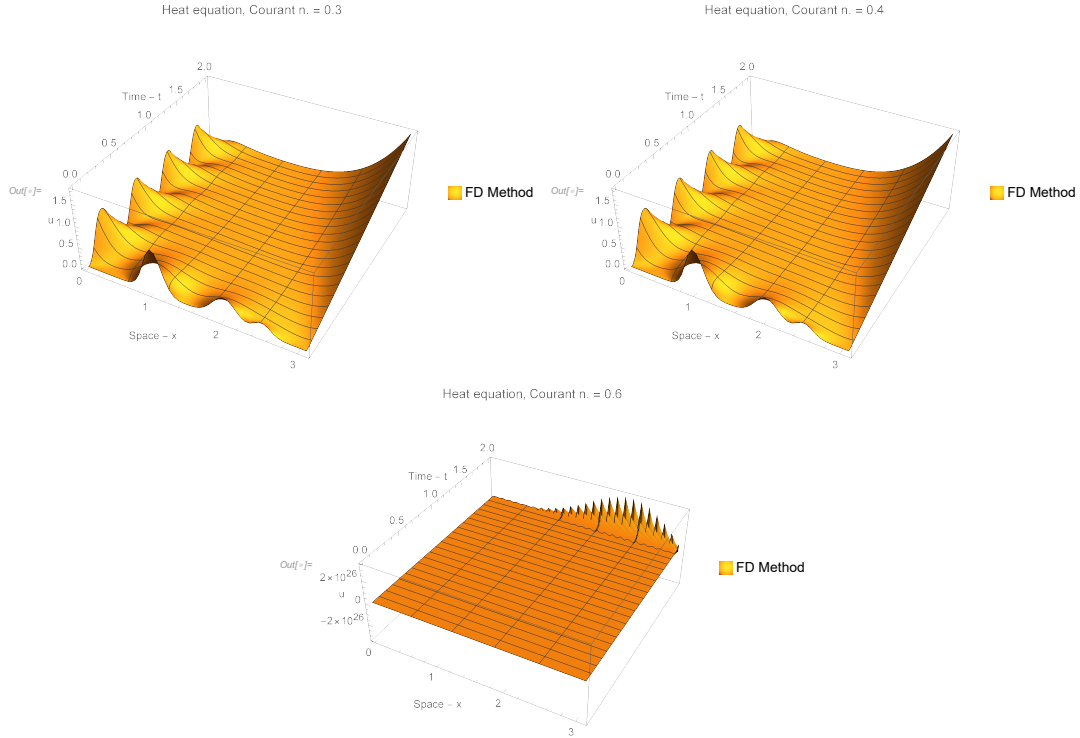 Heat equation, Courant n. = 0.3
2.0
1.5
Time – t
1.0
0.5
0.0
Out[∘]=
1.5
u 1.0
0.5
0.0
0
1
2
3
Space – x
FD Method
Heat equation, Courant n. = 0.4
2.0
1.5
Time – t
1.0
0.5
0.0
Out[∘]=
1.5
u 1.0
0.5
0.0
0
1
2
3
Space – x
FD Method
Heat equation, Courant n. = 0.6
2.0
1.5
Time – t
1.0
0.5
0.0
Out[∘]=
2×10²⁶
u
0
−2×10²⁶
0
1
2
3
Space – x
FD Method